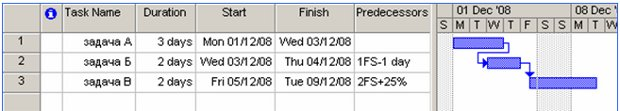 Task Name Duration Start Finish Predecessors 01 Dec '08 08 Dec '08
S M T W T F S S M T W
1 задача А 3 days Mon 01/12/08 Wed 03/12/08
2 задача Б 2 days Wed 03/12/08 Thu 04/12/08 1FS-1 day
3 задача В 2 days Fri 05/12/08 Tue 09/12/08 2FS+25%